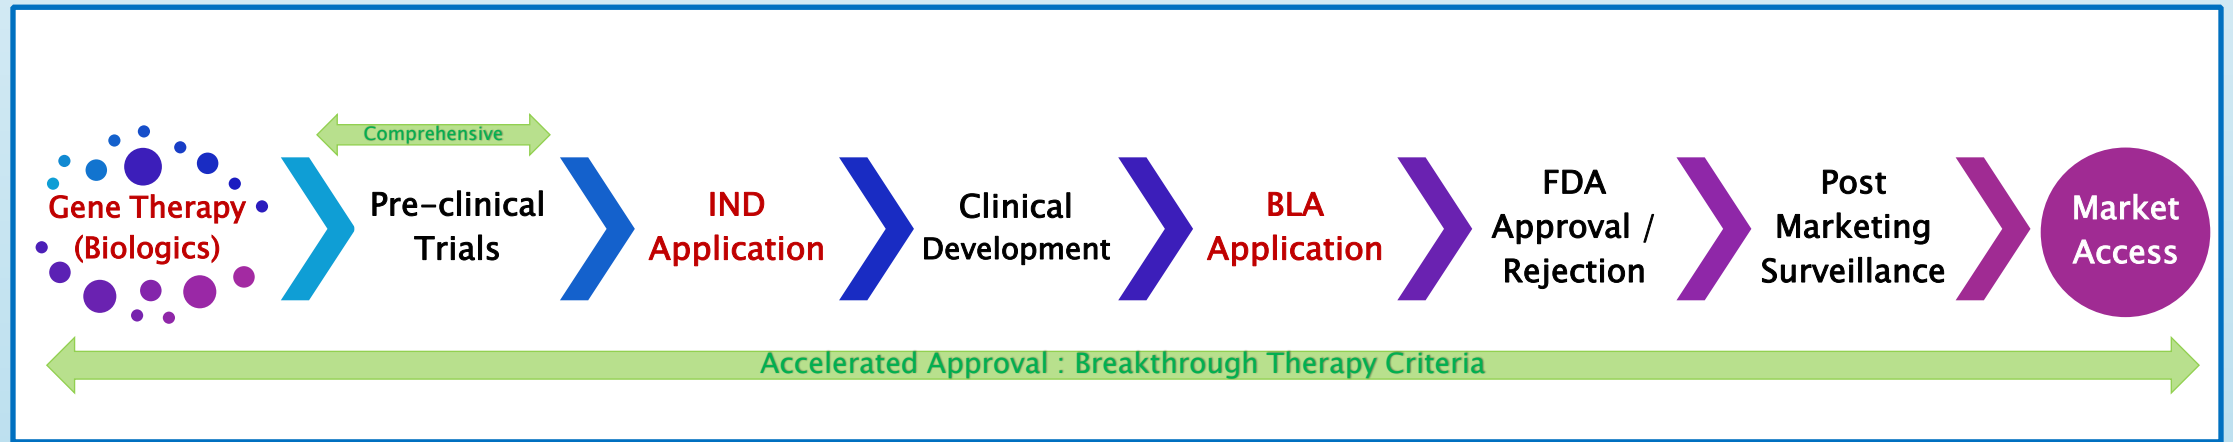 Comprehensive
Gene Therapy
(Biologics)
Pre-clinical
Trials
IND
Application
Clinical
Development
BLA
Application
FDA
Approval /
Rejection
Post
Marketing
Surveillance
Market
Access
Accelerated Approval : Breakthrough Therapy Criteria